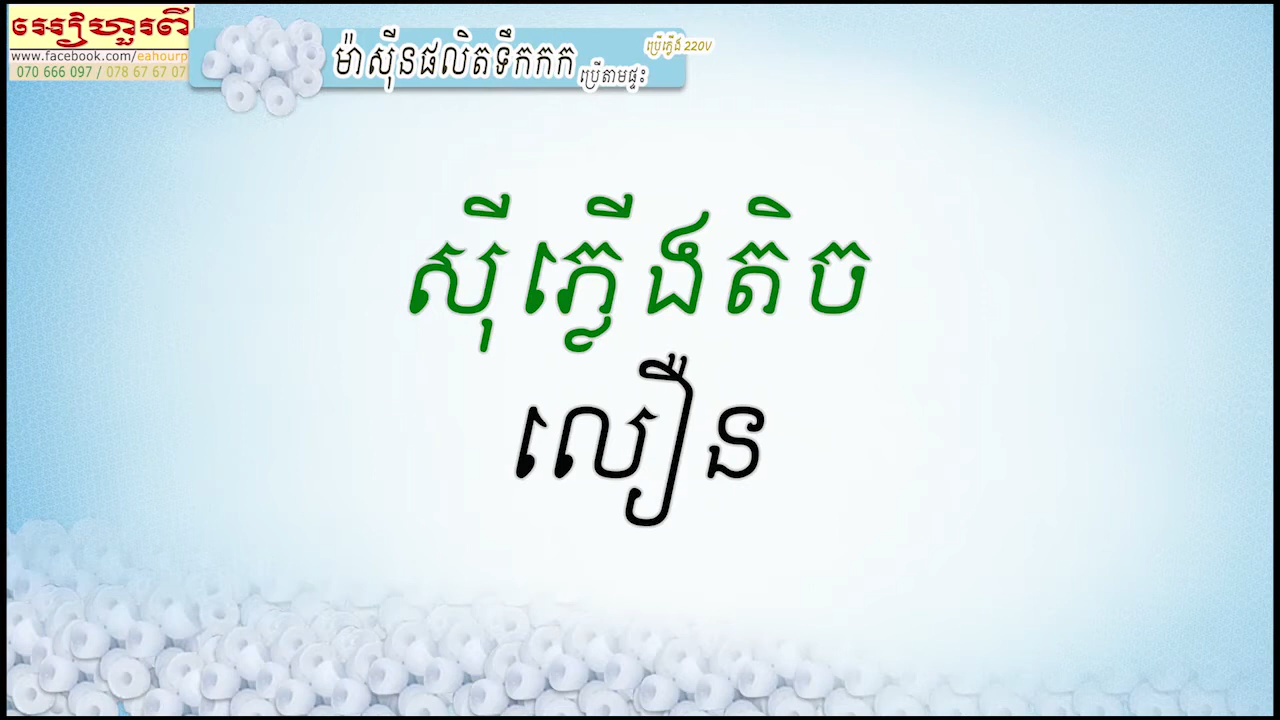 អៀហួរពី
www.facebook.com/eahourp
070 666 097 / 078 67 67 07
ម៉ាស៊ីនផលិតទឹកកក
ប្រើតាមផ្ទះ
ប្រើភ្លើង 220V
ស៊ីភ្លើងតិច
លឿន